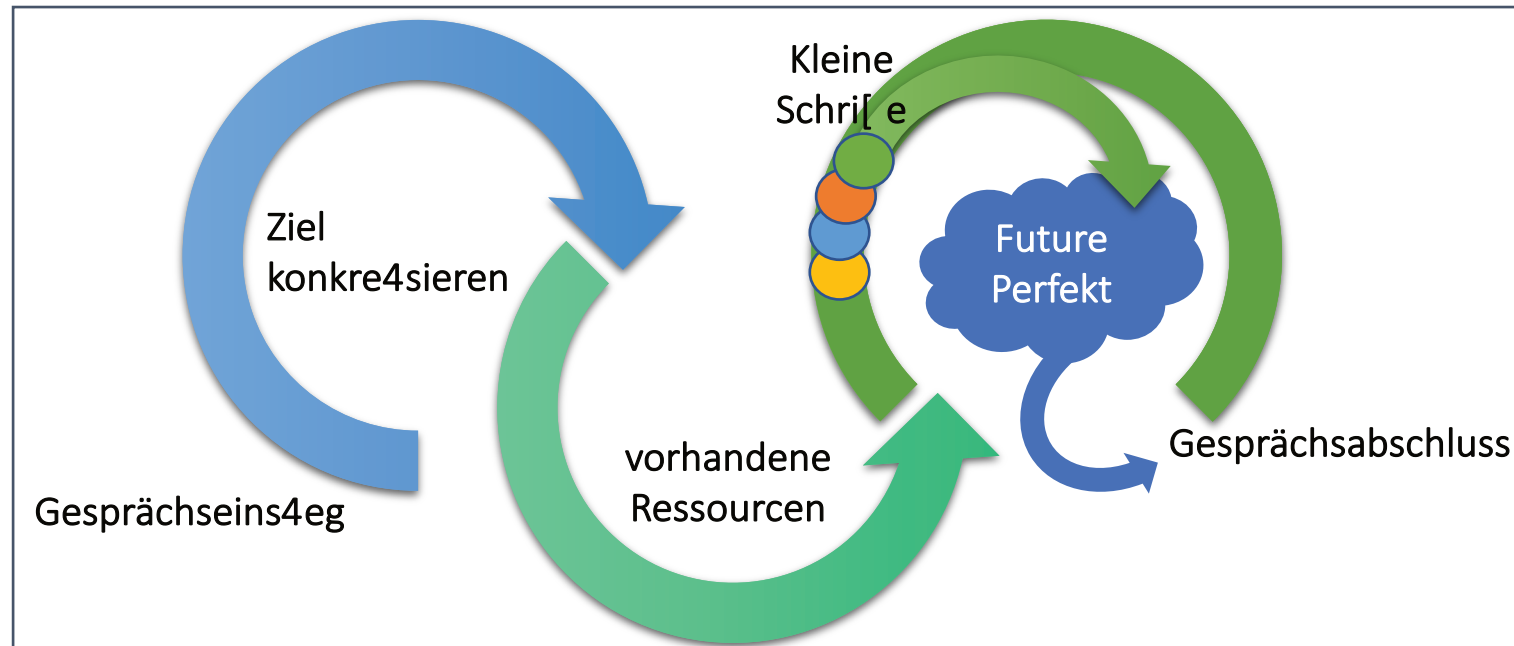 Kleine
Schri[ e
Ziel
konkre4sieren
Future
Perfekt
vorhandene
Ressourcen
Gesprächsabschluss
Gesprächseins4eg